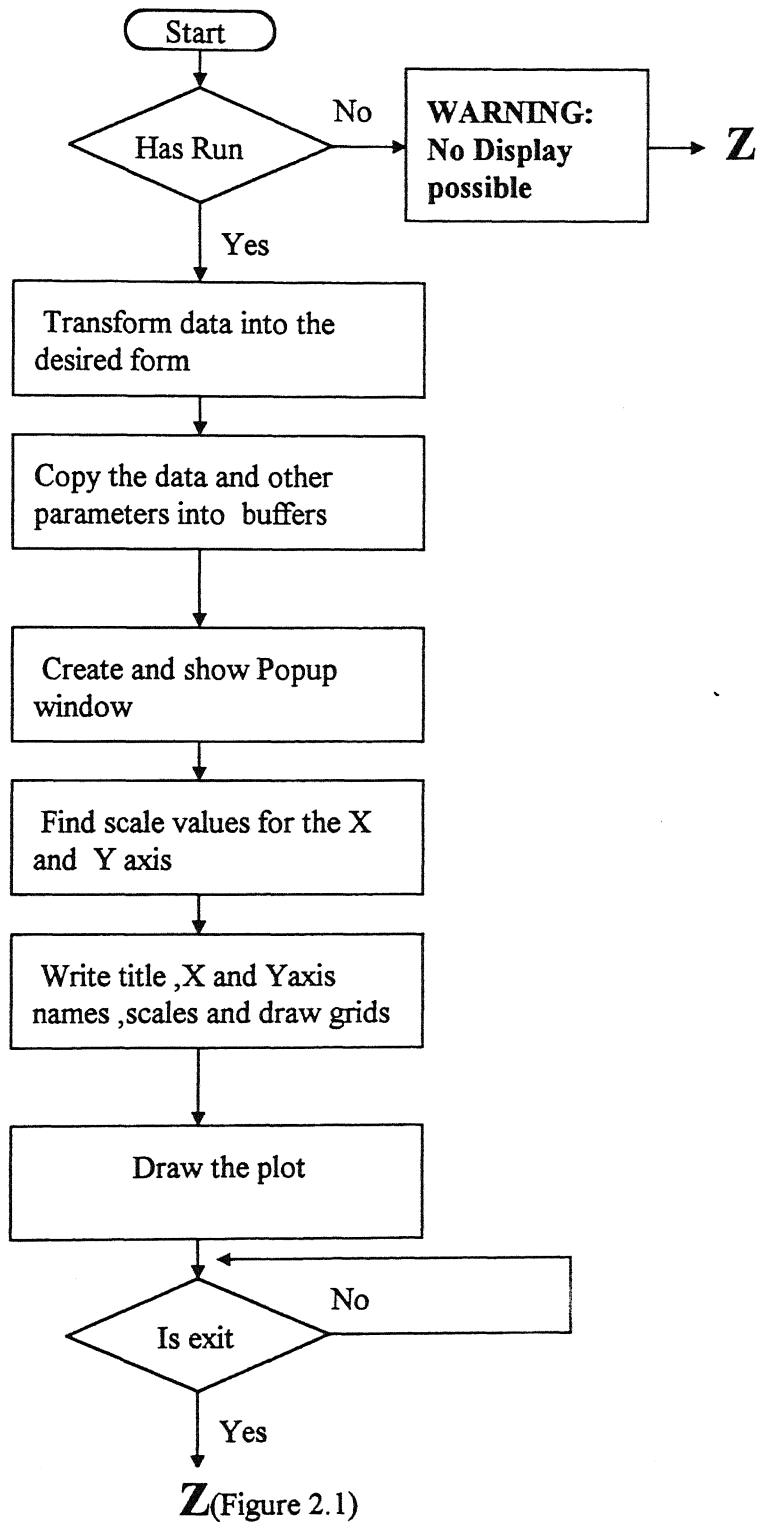 Start
Has Run
No
WARNING:
No Display
possible
Z
Yes
Transform data into the
desired form
Copy the data and other
parameters into buffers
Create and show Popup
window
Find scale values for the X
and Y axis
Write title ,X and Yaxis
names ,scales and draw grids
Draw the plot
No
Is exit
Yes
Z(Figure 2.1)